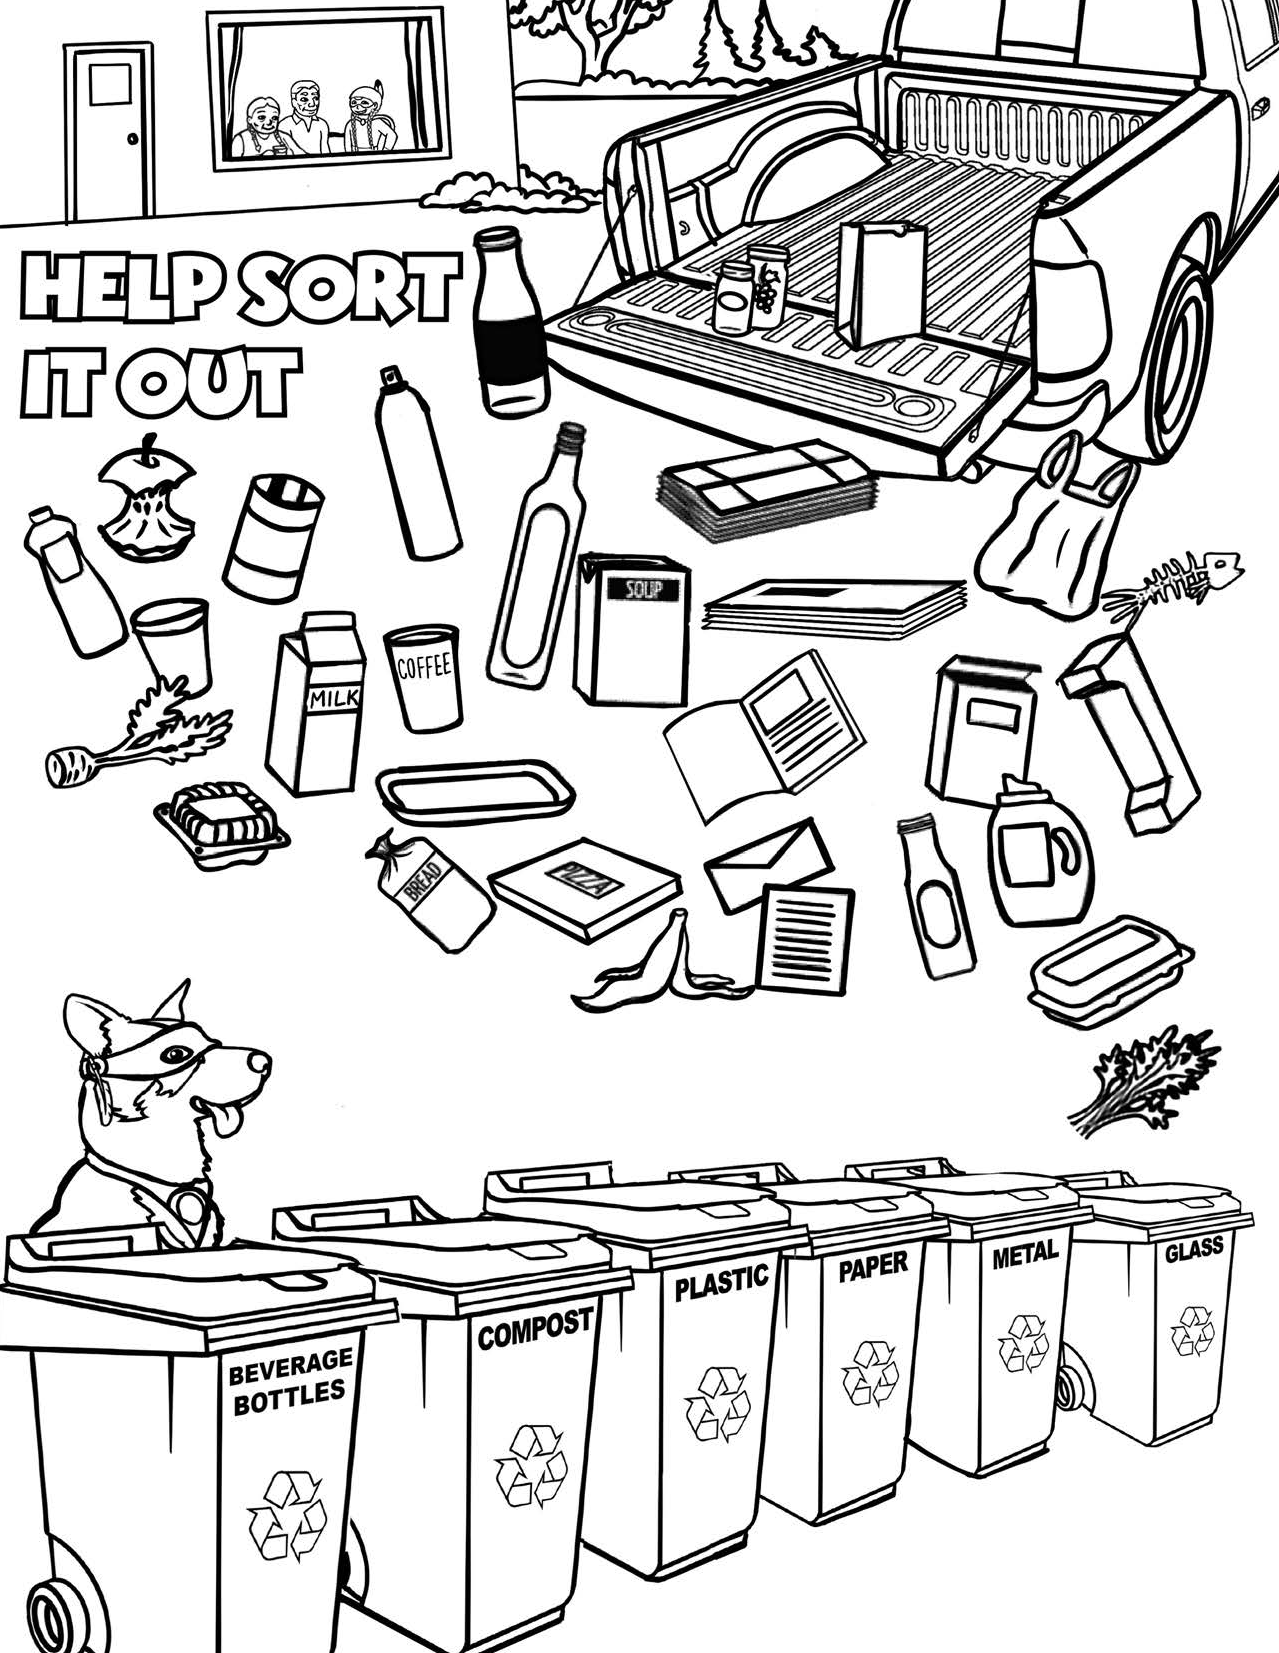 HELP SORT
IT OUT
SOUP
COFFEE
MILK
BREAD
PIZZA
BEVERAGE
BOTTLES
COMPOST
PLASTIC
PAPER
METAL
GLASS